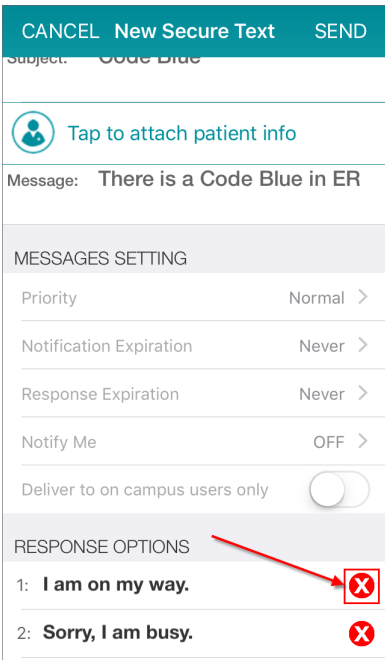 CANCEL New Secure Text SEND
Subject: Code Blue
Tap to attach patient info
Message: There is a Code Blue in ER
MESSAGES SETTING
Priority Normal
Notification Expiration Never
Response Expiration Never
Notify Me OFF
Deliver to on campus users only
RESPONSE OPTIONS
1: I am on my way. X
2: Sorry, I am busy. X